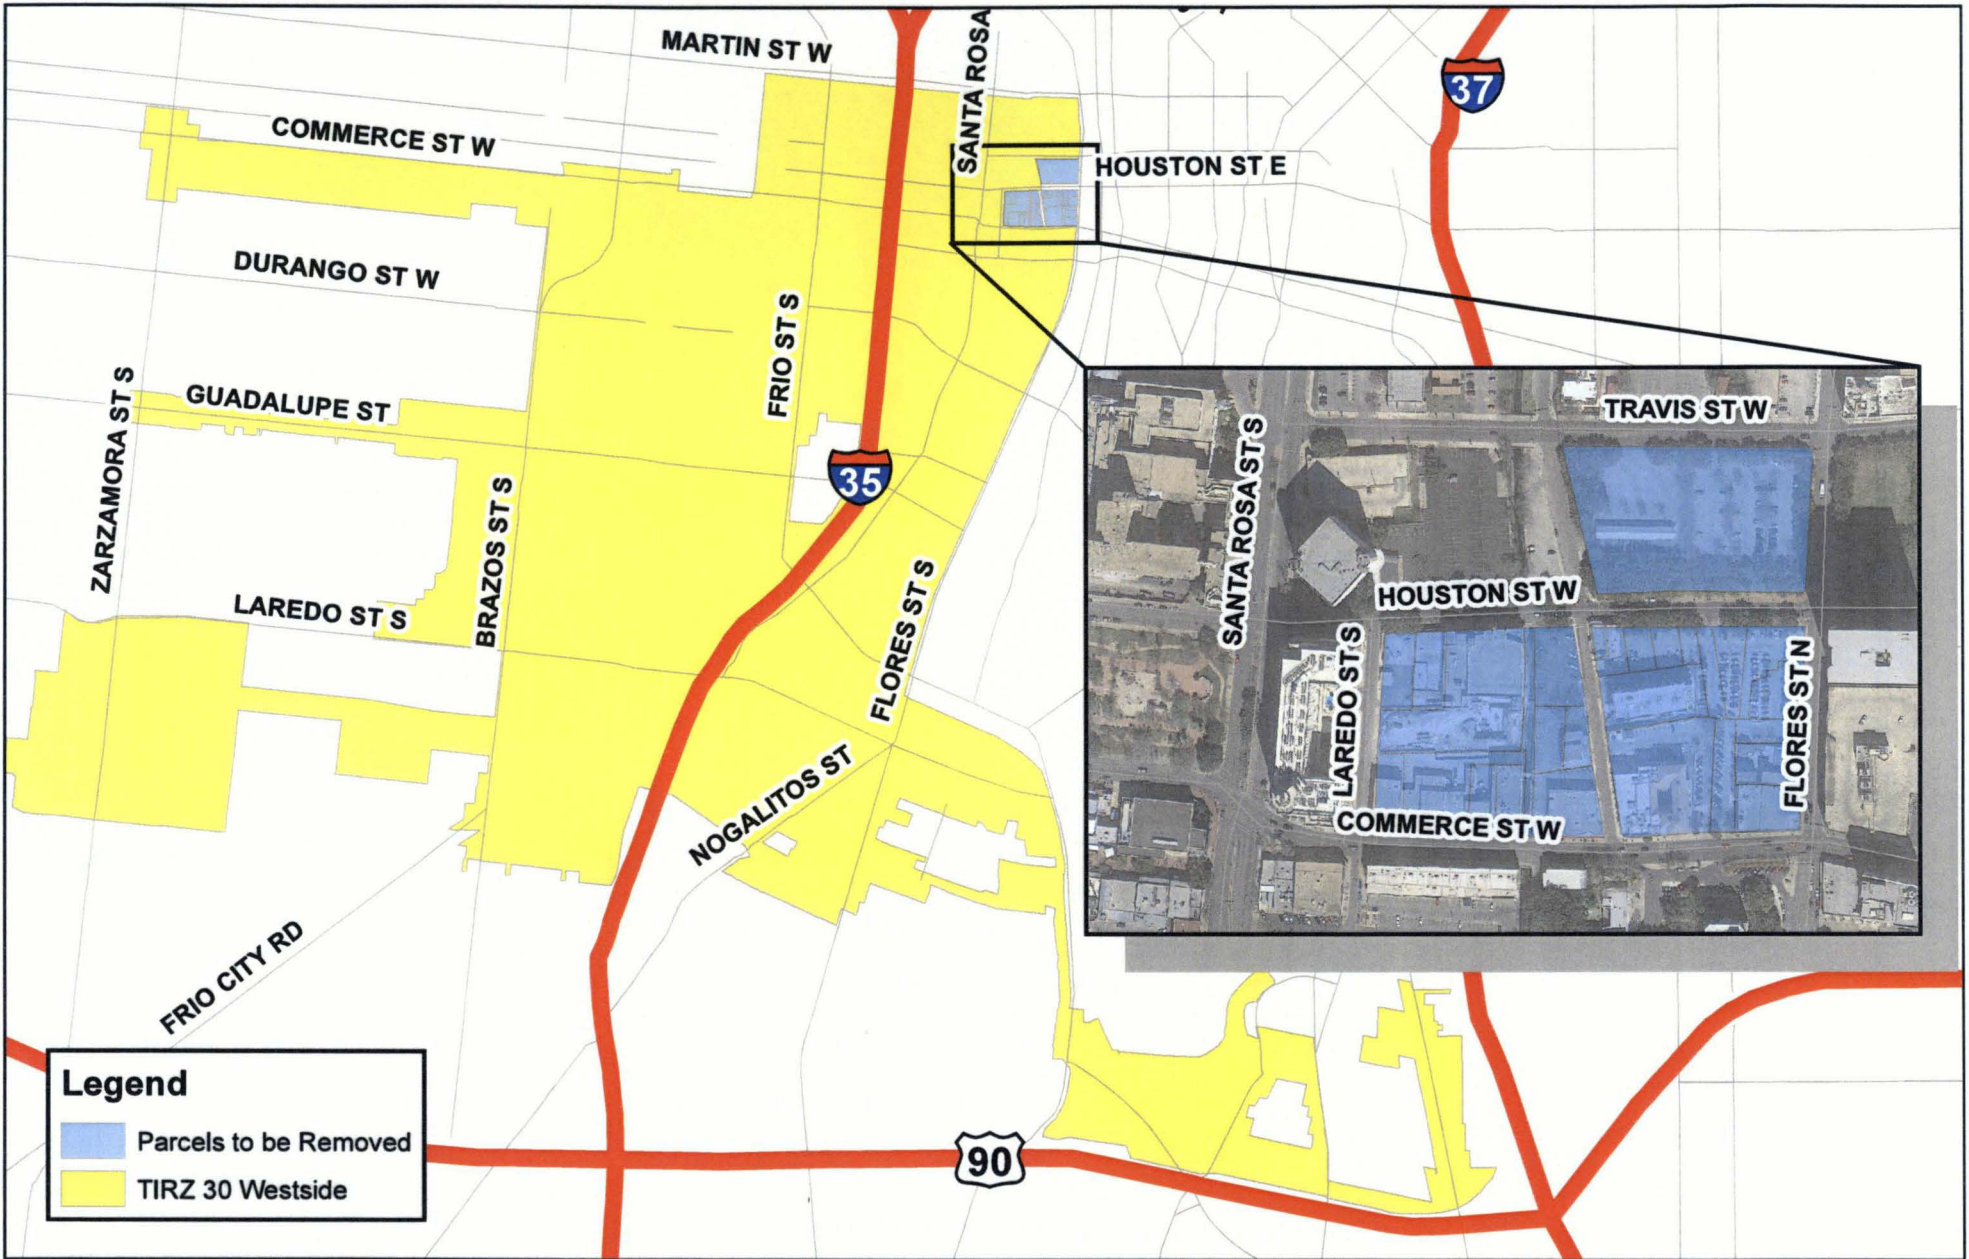 MARTIN ST W
SANTA ROSA
37
COMMERCE ST W
HOUSTON ST E
DURANGO ST W
FRIO ST S
ZARZAMORA ST S
GUADALUPE ST
35
BRAZOS ST S
LAREDO ST S
FLORES ST S
NOGALITOS ST
FRIO CITY RD
TRAVIS ST W
SANTA ROSA ST S
HOUSTON ST W
LAREDO ST S
FLORES ST N
COMMERCE ST W
90
Legend
Parcels to be Removed
TIRZ 30 Westside